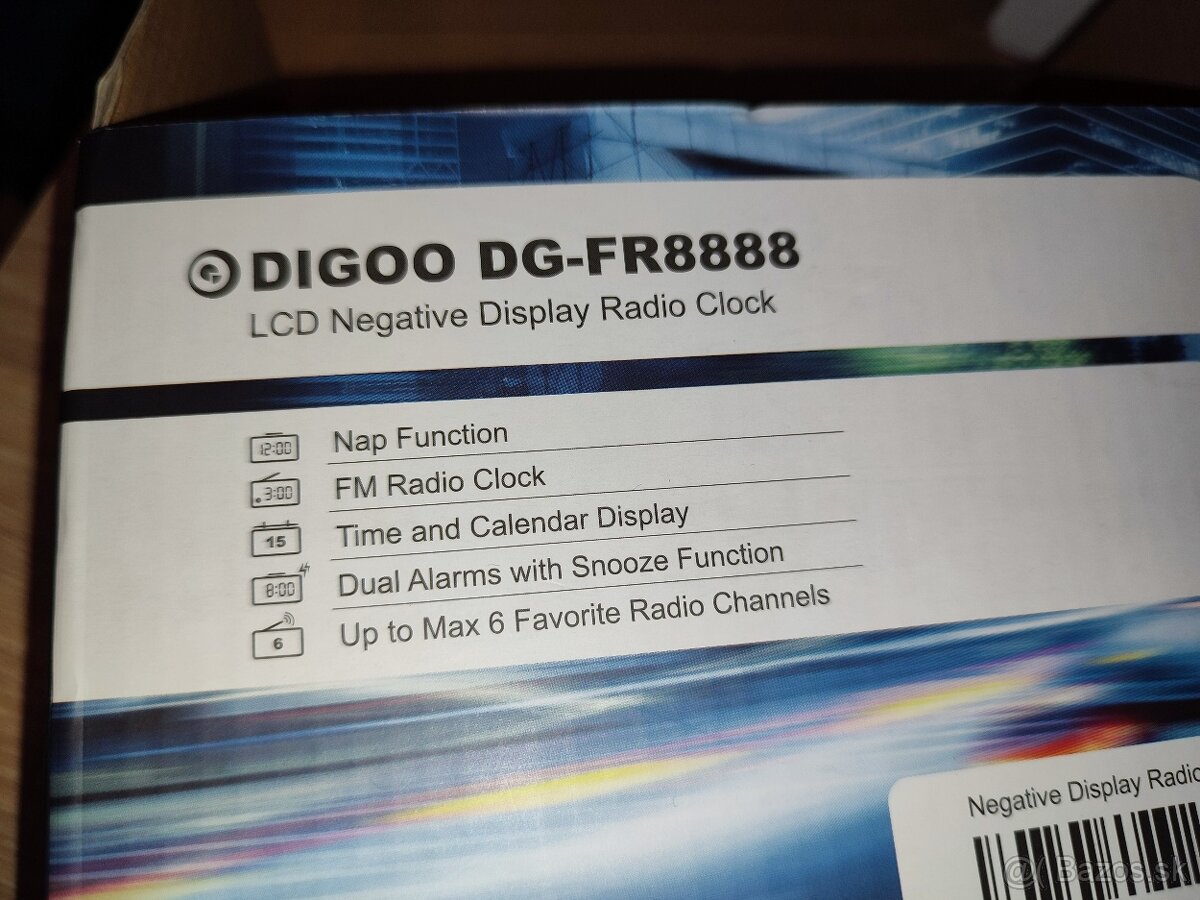 DIGOO DG-FR8888
LCD Negative Display Radio Clock
12:00 Nap Function
3:00 FM Radio Clock
15 Time and Calendar Display
8:00 Dual Alarms with Snooze Function
6 Up to Max 6 Favorite Radio Channels
Negative Display Radio
Bazos.sk